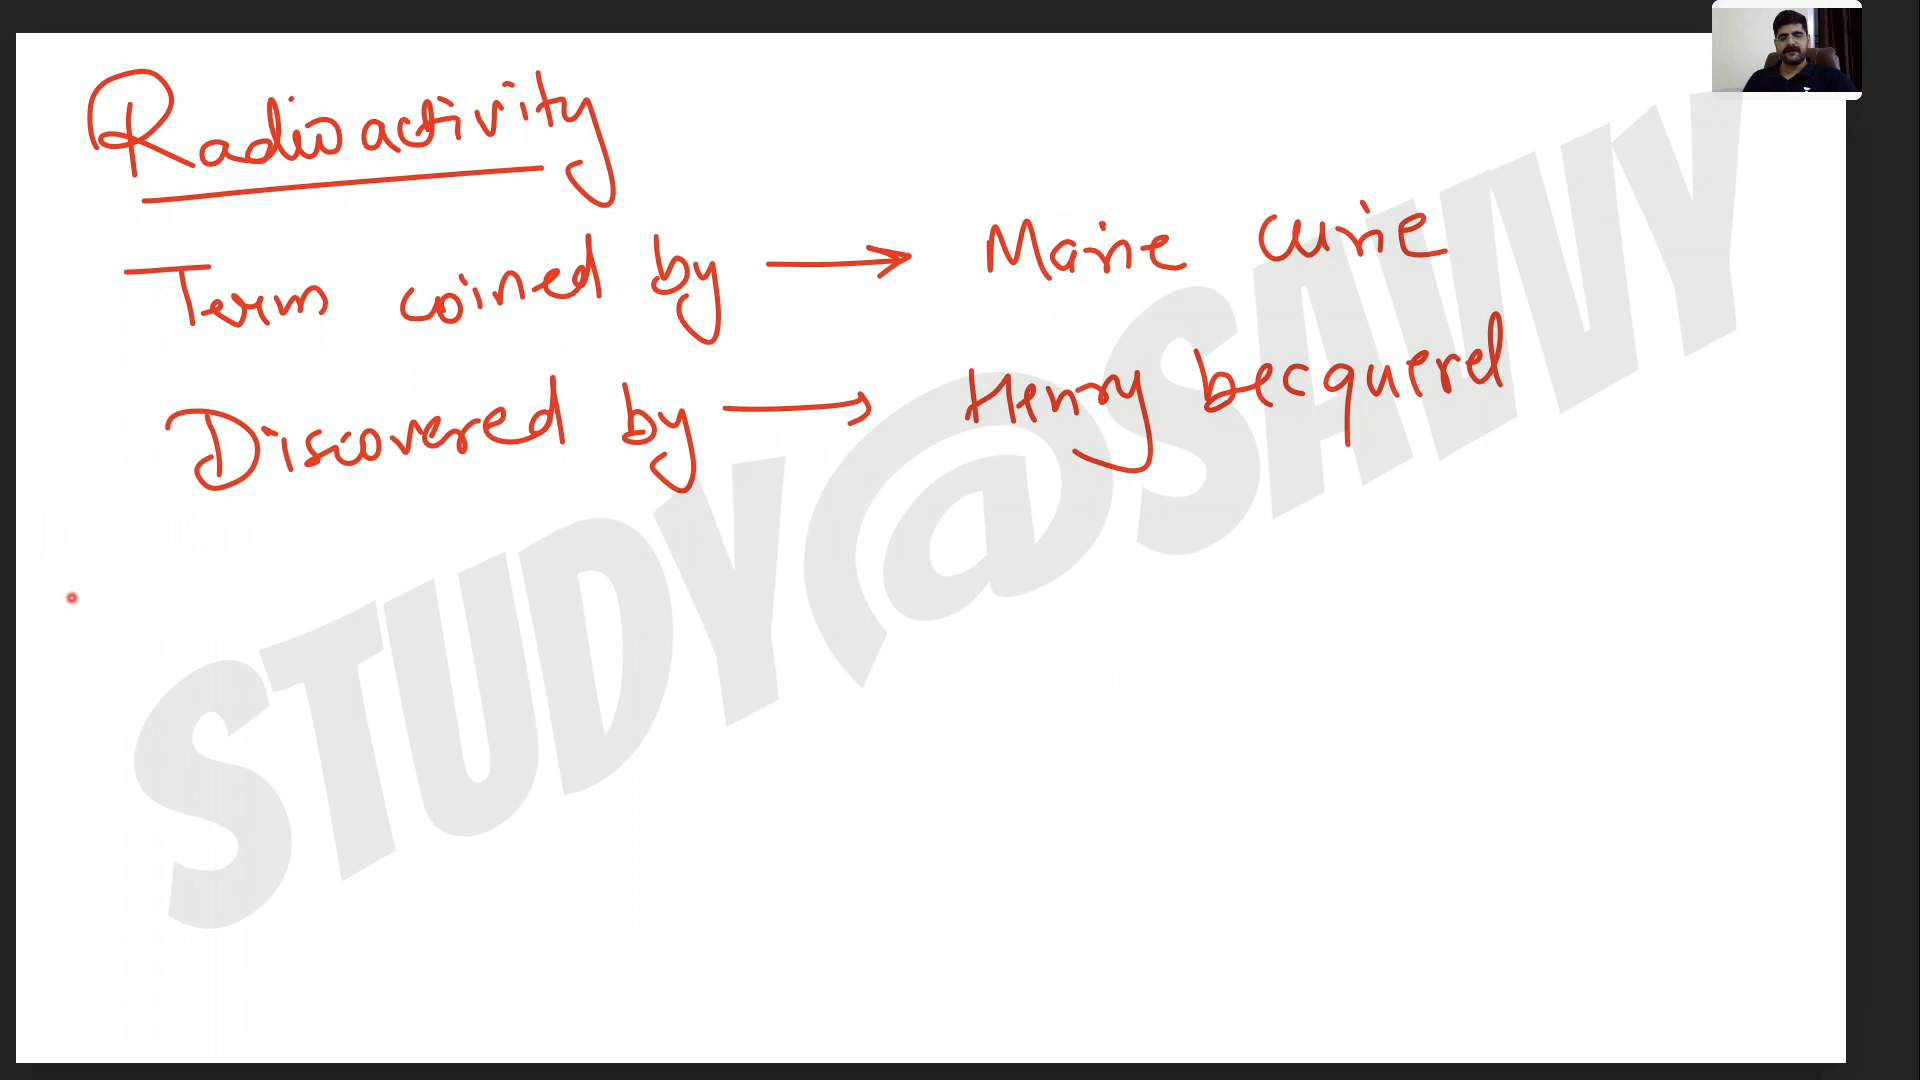 Radioactivity
Term coined by → Marie Curie
Discovered by → Henry becquerel
STUDY@SAVVY